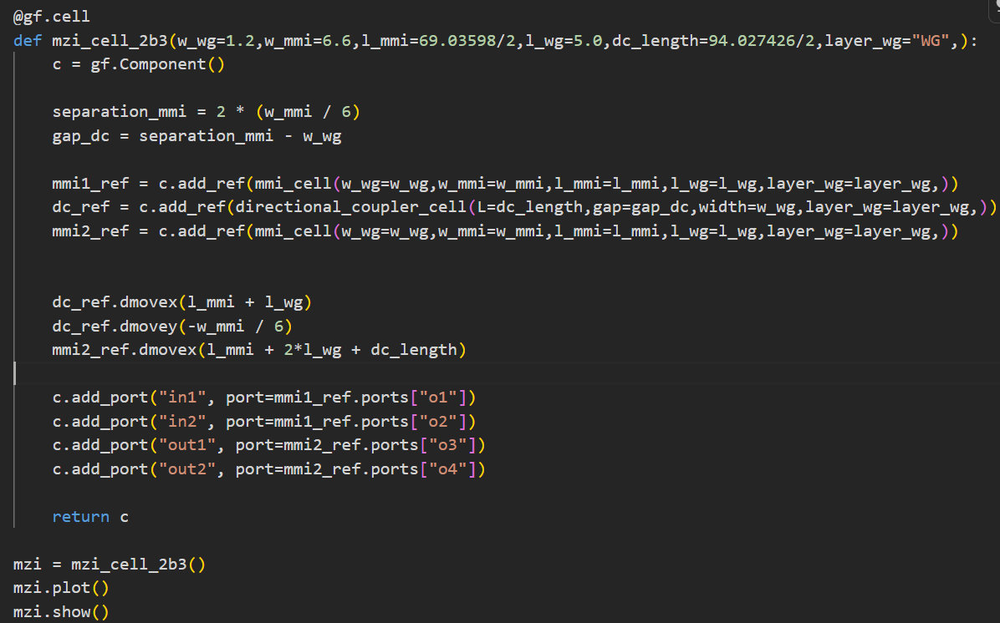 @gf.cell
def mzi_cell_2b3(w_wg=1.2,w_mmi=6.6,l_mmi=69.03598/2,l_wg=5.0,dc_length=94.027426/2,layer_wg="WG",):
    c = gf.Component()

    separation_mmi = 2 * (w_mmi / 6)
    gap_dc = separation_mmi - w_wg

    mmi1_ref = c.add_ref(mmi_cell(w_wg=w_wg,w_mmi=w_mmi,l_mmi=l_mmi,l_wg=l_wg,layer_wg=layer_wg,))
    dc_ref = c.add_ref(directional_coupler_cell(L=dc_length,gap=gap_dc,width=w_wg,layer_wg=layer_wg,))
    mmi2_ref = c.add_ref(mmi_cell(w_wg=w_wg,w_mmi=w_mmi,l_mmi=l_mmi,l_wg=l_wg,layer_wg=layer_wg,))


    dc_ref.dmovex(l_mmi + l_wg)
    dc_ref.dmovey(-w_mmi / 6)
    mmi2_ref.dmovex(l_mmi + 2*l_wg + dc_length)

    c.add_port("in1", port=mmi1_ref.ports["o1"])
    c.add_port("in2", port=mmi1_ref.ports["o2"])
    c.add_port("out1", port=mmi2_ref.ports["o3"])
    c.add_port("out2", port=mmi2_ref.ports["o4"])

    return c

mzi = mzi_cell_2b3()
mzi.plot()
mzi.show()